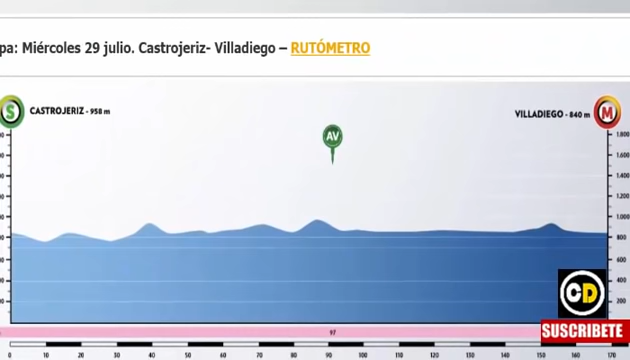 pa: Miércoles 29 julio. Castrojeriz- Villadiego – RUTÓMETRO
S CASTROJERIZ - 958 m
VILLADIEGO - 840 m M
AV
1.800
1.600
1.400
1.200
1.000
800
600
400
200
CD
SUSCRIBETE
97
0 10 20 30 40 50 60 70 80 90 100 110 120 130 140 150 160 170